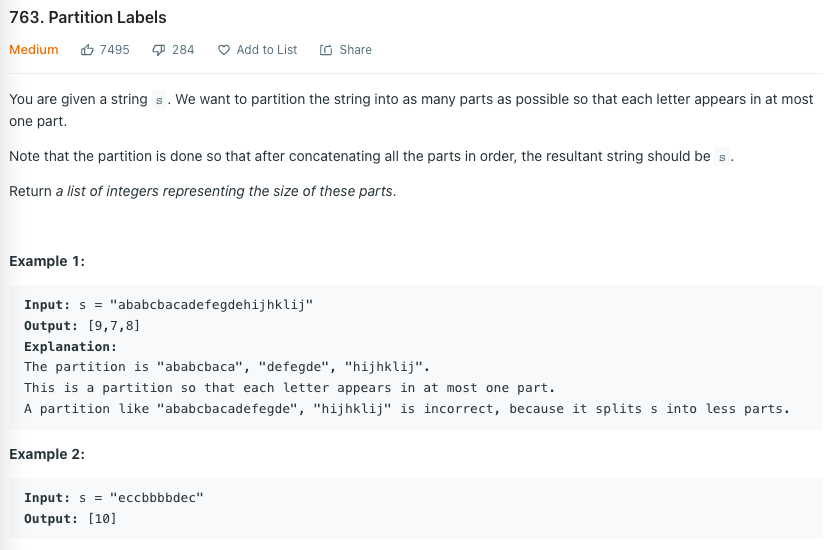 763. Partition Labels
Medium 7495 284 Add to List Share
You are given a string s . We want to partition the string into as many parts as possible so that each letter appears in at most
one part.
Note that the partition is done so that after concatenating all the parts in order, the resultant string should be s .
Return a list of integers representing the size of these parts.
Example 1:
Input: s = "ababcbacadefegdehijhklij"
Output: [9,7,8]
Explanation:
The partition is "ababcbaca", "defegde", "hijhklij".
This is a partition so that each letter appears in at most one part.
A partition like "ababcbacadefegde", "hijhklij" is incorrect, because it splits s into less parts.
Example 2:
Input: s = "eccbbbbdec"
Output: [10]